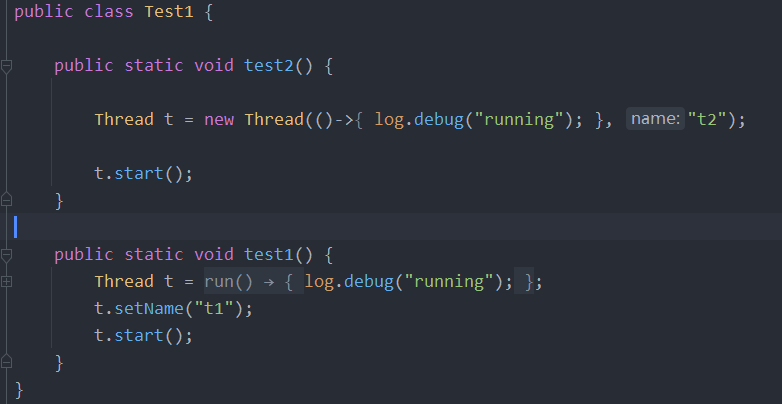 public class Test1 {
public static void test2() {
Thread t = new Thread(()->{ log.debug("running"); }, name: "t2");
t.start();
}
public static void test1() {
Thread t = run() → { log.debug("running"); };
t.setName("t1");
t.start();
}
}